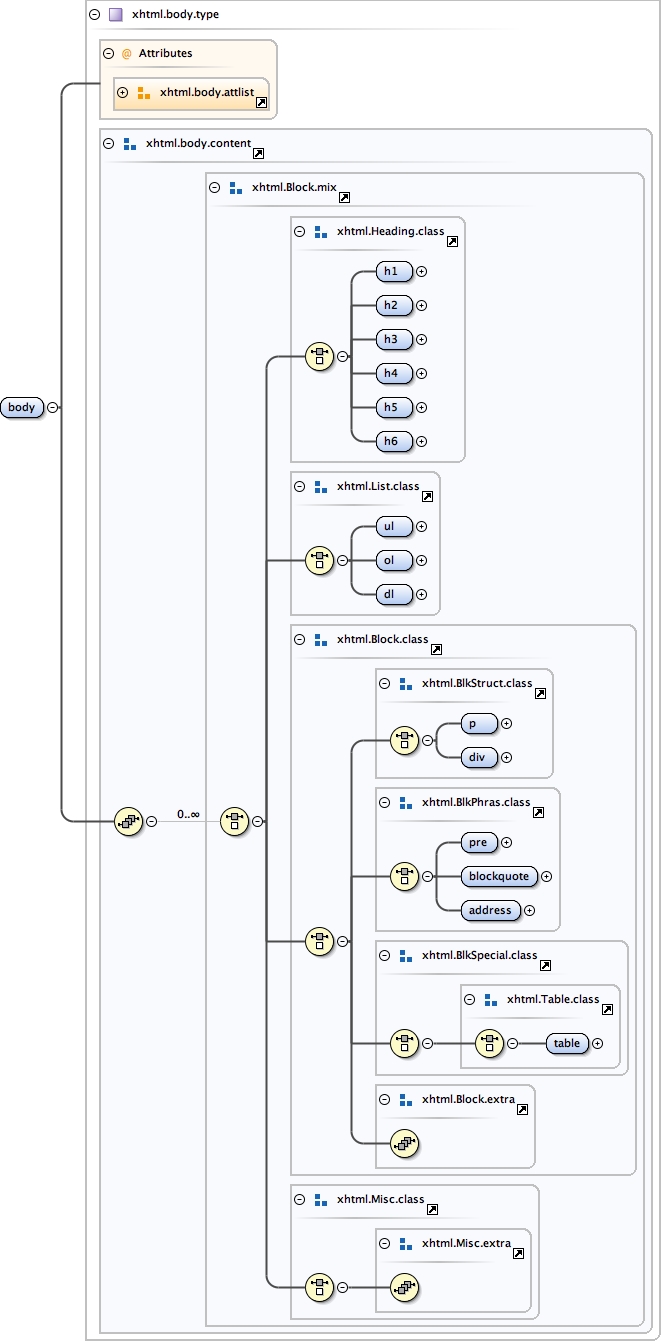 xhtml.body.type
@ Attributes
xhtml.body.attlist
xhtml.body.content
xhtml.Block.mix
xhtml.Heading.class
h1
h2
h3
h4
h5
h6
body
xhtml.List.class
ul
ol
dl
xhtml.Block.class
xhtml.BlkStruct.class
p
div
0..∞
xhtml.BlkPhras.class
pre
blockquote
address
xhtml.BlkSpecial.class
xhtml.Table.class
table
xhtml.Block.extra
xhtml.Misc.class
xhtml.Misc.extra